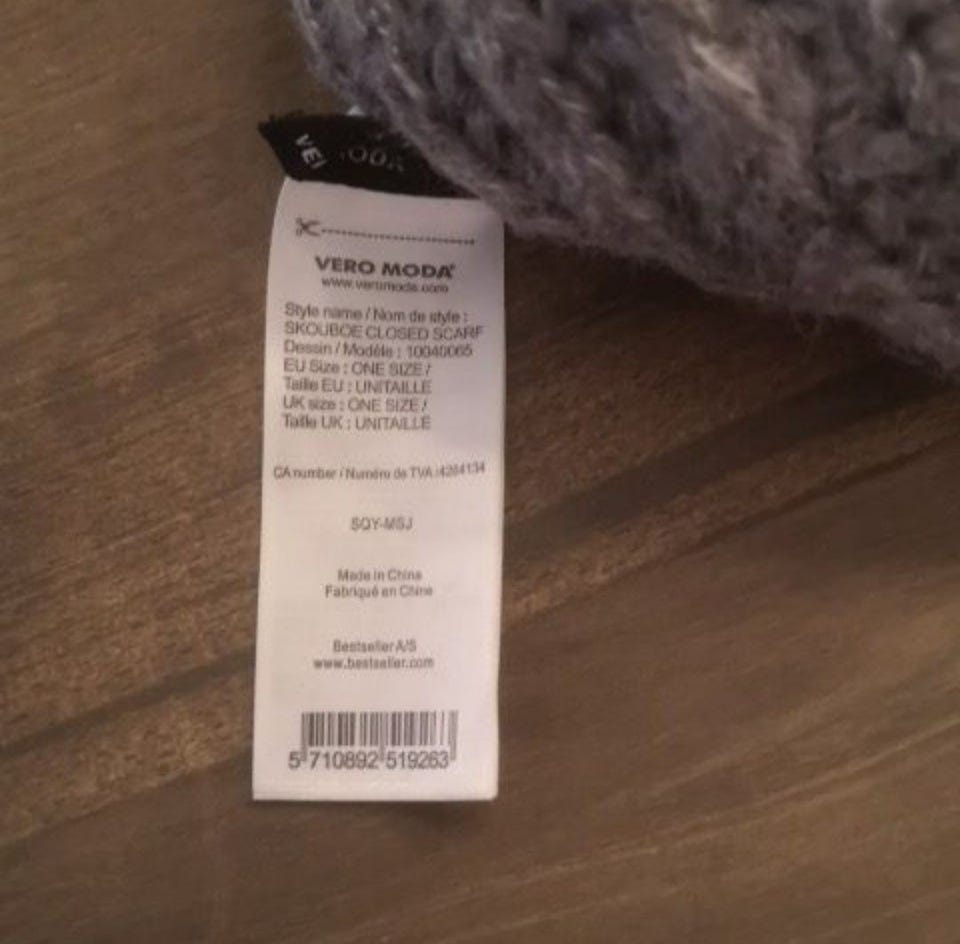 VERO MODA®
www.veromoda.com
Style name / Nom de style :
SKOUBOE CLOSED SCARF
Dessin / Modèle : 10040065
EU Size : ONE SIZE /
Taille EU : UNITAILLE
UK size : ONE SIZE /
Taille UK : UNITAILLE
CA number / Numéro de TVA :4264134
SQY-MSJ
Made in China
Fabriqué en Chine
Bestseller A/S
www.bestseller.com
5 710892 519263